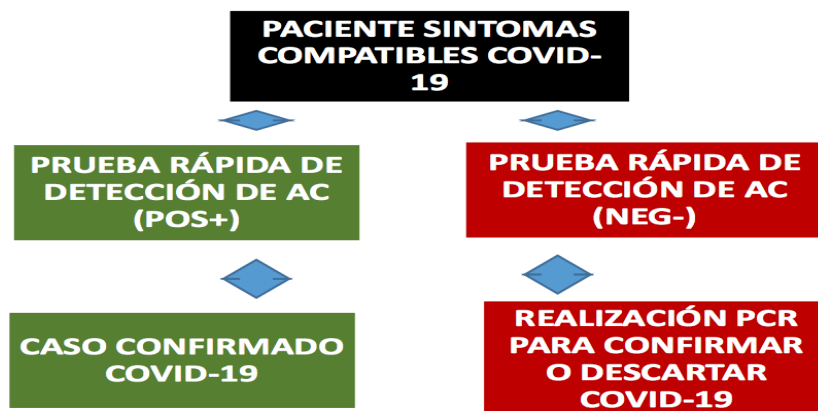 PACIENTE SINTOMAS
COMPATIBLES COVID-
19
PRUEBA RÁPIDA DE
DETECCIÓN DE AC
(POS+)
PRUEBA RÁPIDA DE
DETECCIÓN DE AC
(NEG-)
CASO CONFIRMADO
COVID-19
REALIZACIÓN PCR
PARA CONFIRMAR
O DESCARTAR
COVID-19